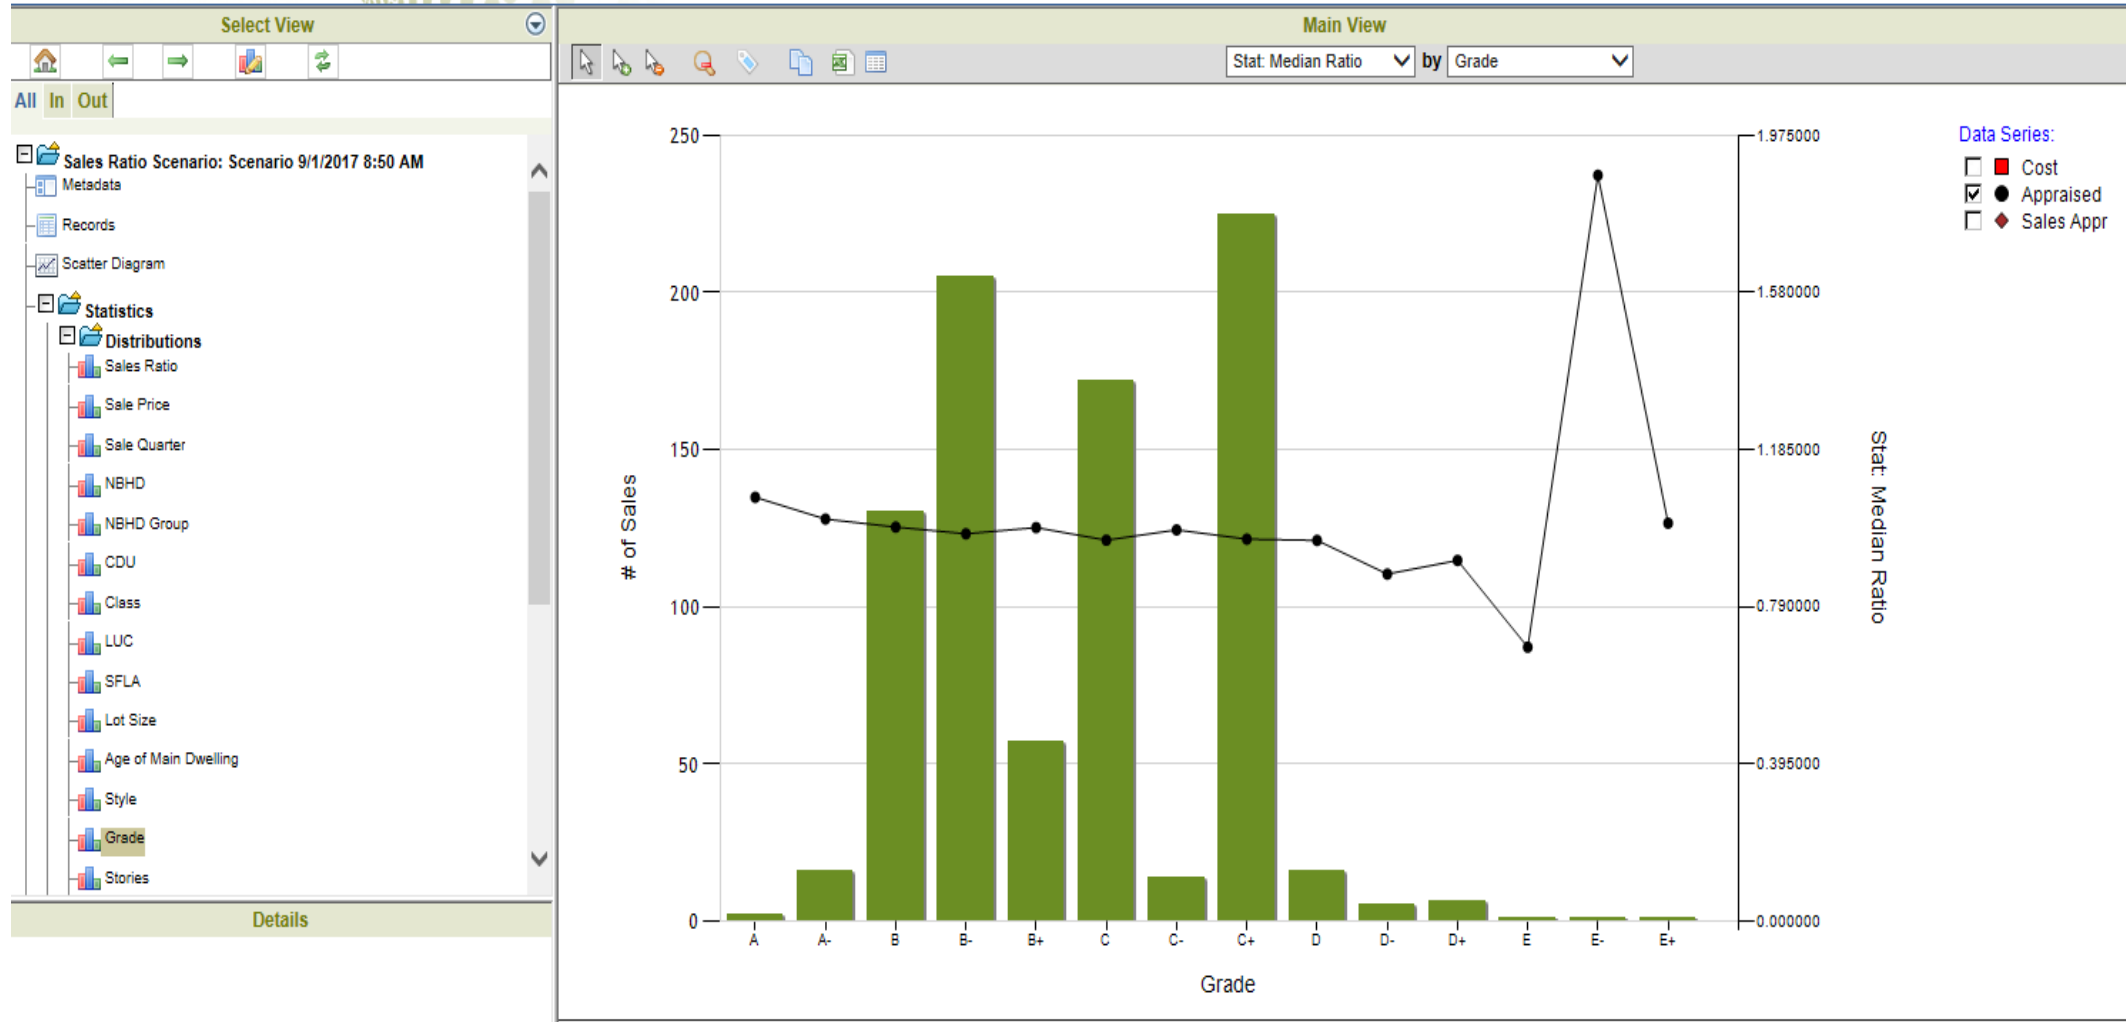 Select View
All In Out
Sales Ratio Scenario: Scenario 9/1/2017 8:50 AM
Metadata
Records
Scatter Diagram
Statistics
Distributions
Sales Ratio
Sale Price
Sale Quarter
NBHD
NBHD Group
CDU
Class
LUC
SFLA
Lot Size
Age of Main Dwelling
Style
Grade
Stories
Details
Main View
Stat: Median Ratio by Grade
250
200
150
100
50
0
# of Sales
A A- B B- B+ C C- C+ D D- D+ E E- E+
Grade
1.975000
1.580000
1.185000
0.790000
0.395000
0.000000
Stat: Median Ratio
Data Series:
Cost
Appraised
Sales Appr